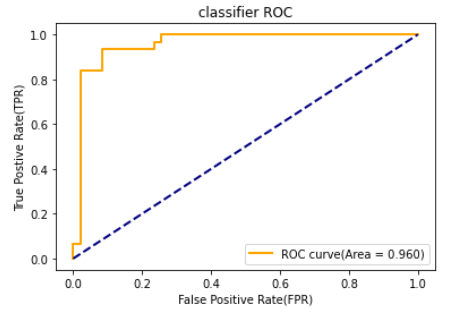 classifier ROC
True Postive Rate(TPR)
1.0
0.8
0.6
0.4
0.2
0.0
ROC curve(Area = 0.960)
0.0 0.2 0.4 0.6 0.8 1.0
False Positive Rate(FPR)